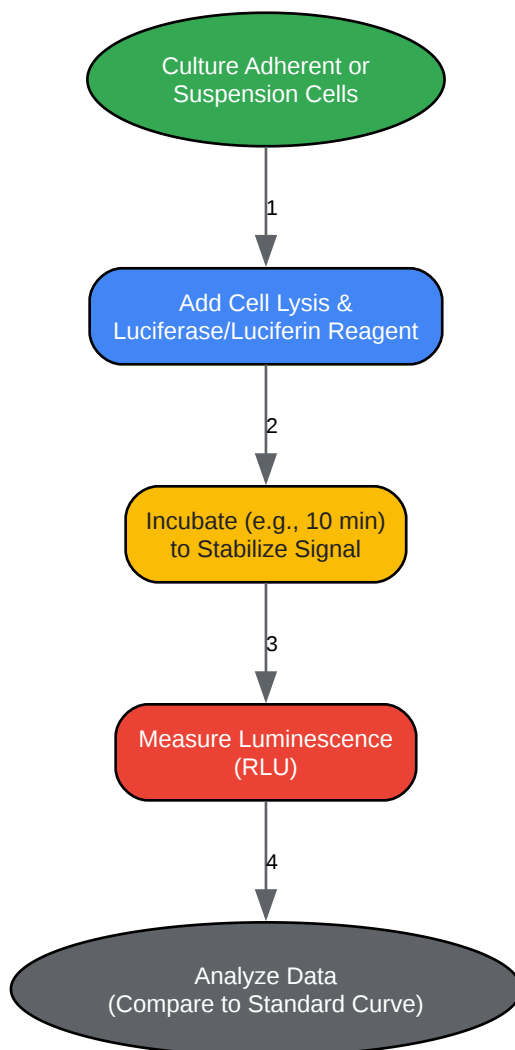 Culture Adherent or
Suspension Cells
1
Add Cell Lysis &
Luciferase/Luciferin Reagent
2
Incubate (e.g., 10 min)
to Stabilize Signal
3
Measure Luminescence
(RLU)
4
Analyze Data
(Compare to Standard Curve)